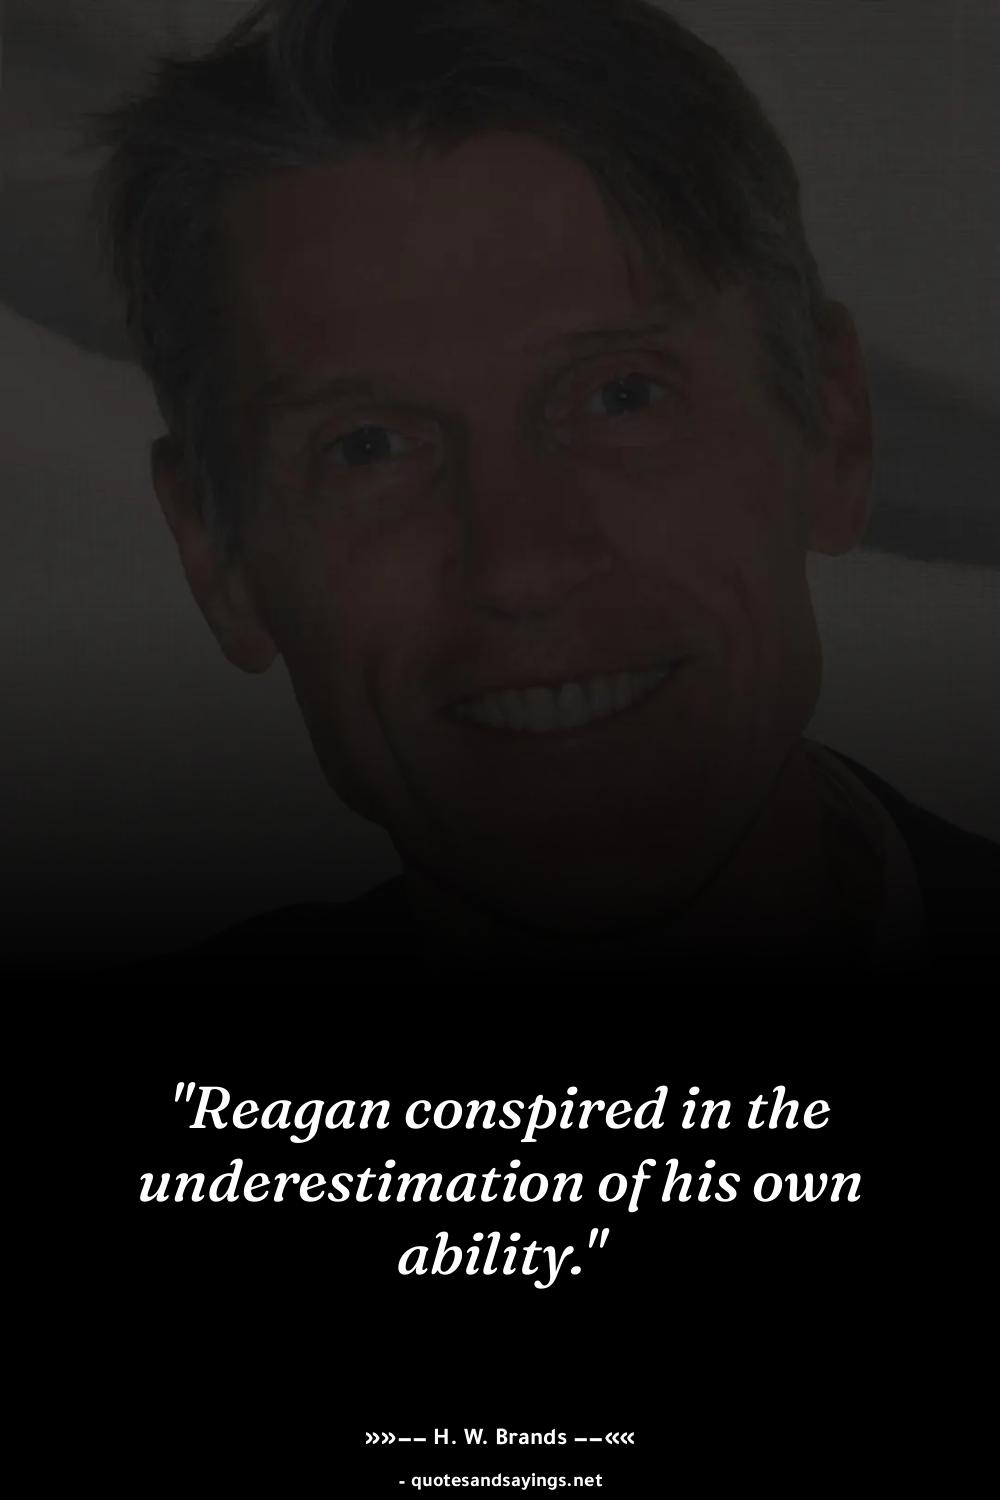 "Reagan conspired in the
underestimation of his own
ability."
»»−− H. W. Brands −−««
- quotesandsayings.net